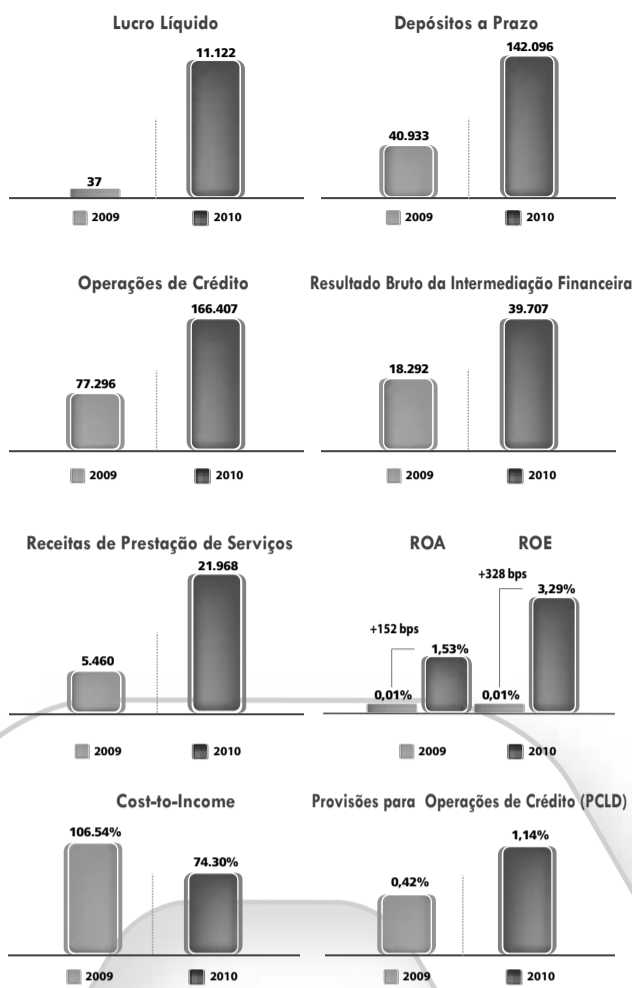 Lucro Líquido
11.122
37
2009 2010
Depósitos a Prazo
142.096
40.933
2009 2010
Operações de Crédito
166.407
77.296
2009 2010
Resultado Bruto da Intermediação Financeira
39.707
18.292
2009 2010
Receitas de Prestação de Serviços
21.968
5.460
2009 2010
ROA ROE
+328 bps
3,29%
+152 bps
1,53%
0,01% 0,01%
2009 2010
Cost-to-Income
106.54%
74.30%
2009 2010
Provisões para Operações de Crédito (PCLD)
1,14%
0,42%
2009 2010